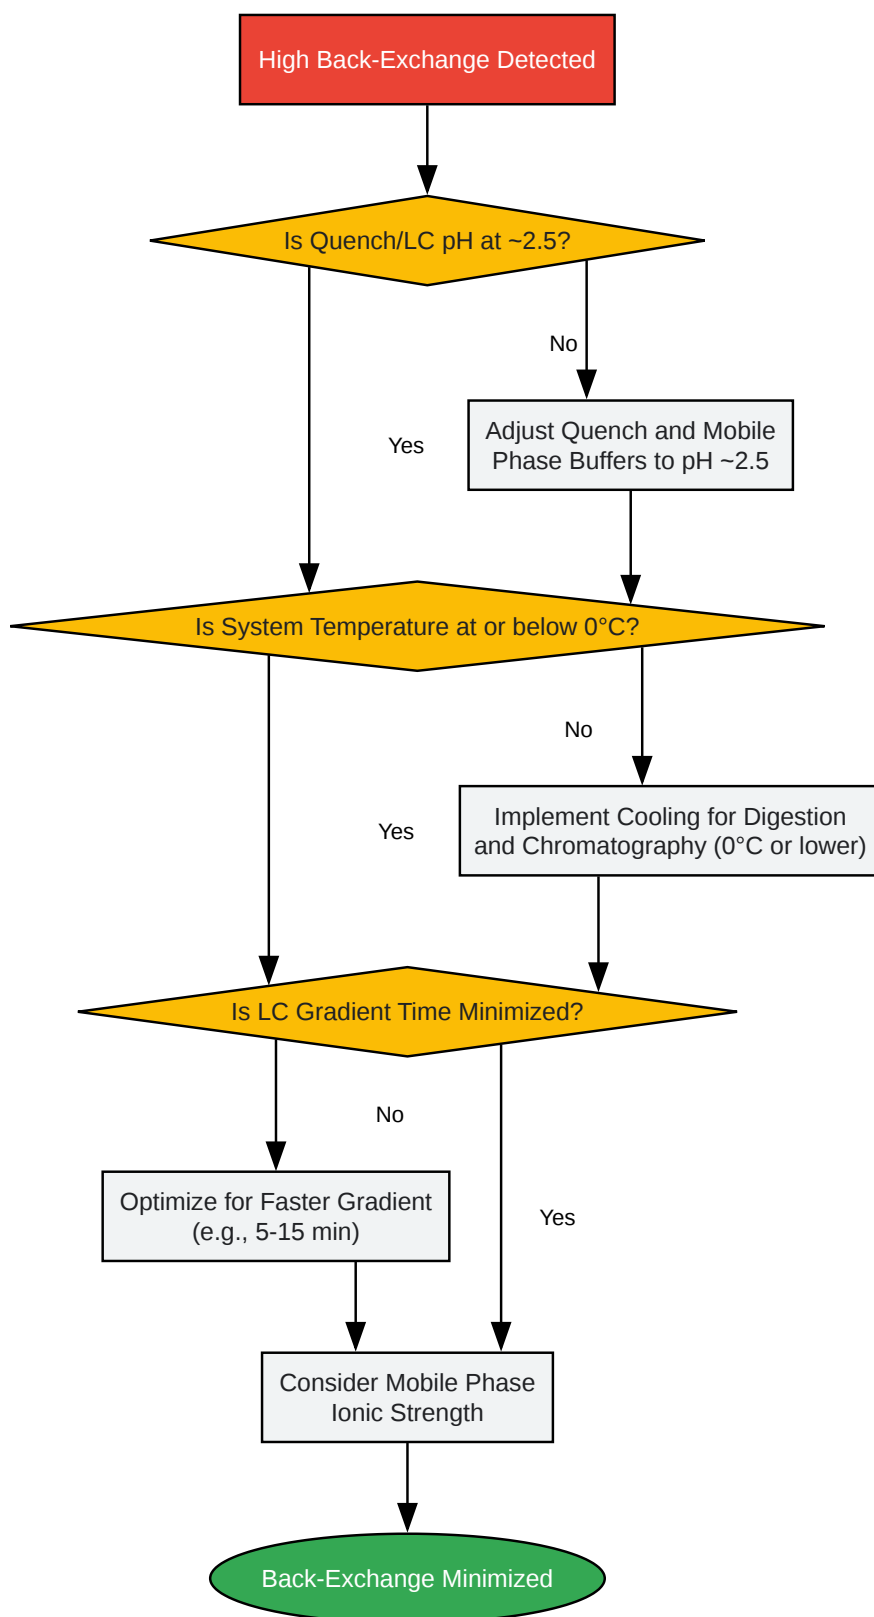 High Back-Exchange Detected
Is Quench/LC pH at ~2.5?
No
Adjust Quench and Mobile
Phase Buffers to pH ~2.5
Yes
Is System Temperature at or below 0°C?
No
Implement Cooling for Digestion
and Chromatography (0°C or lower)
Yes
Is LC Gradient Time Minimized?
No
Optimize for Faster Gradient
(e.g., 5-15 min)
Yes
Consider Mobile Phase
Ionic Strength
Back-Exchange Minimized